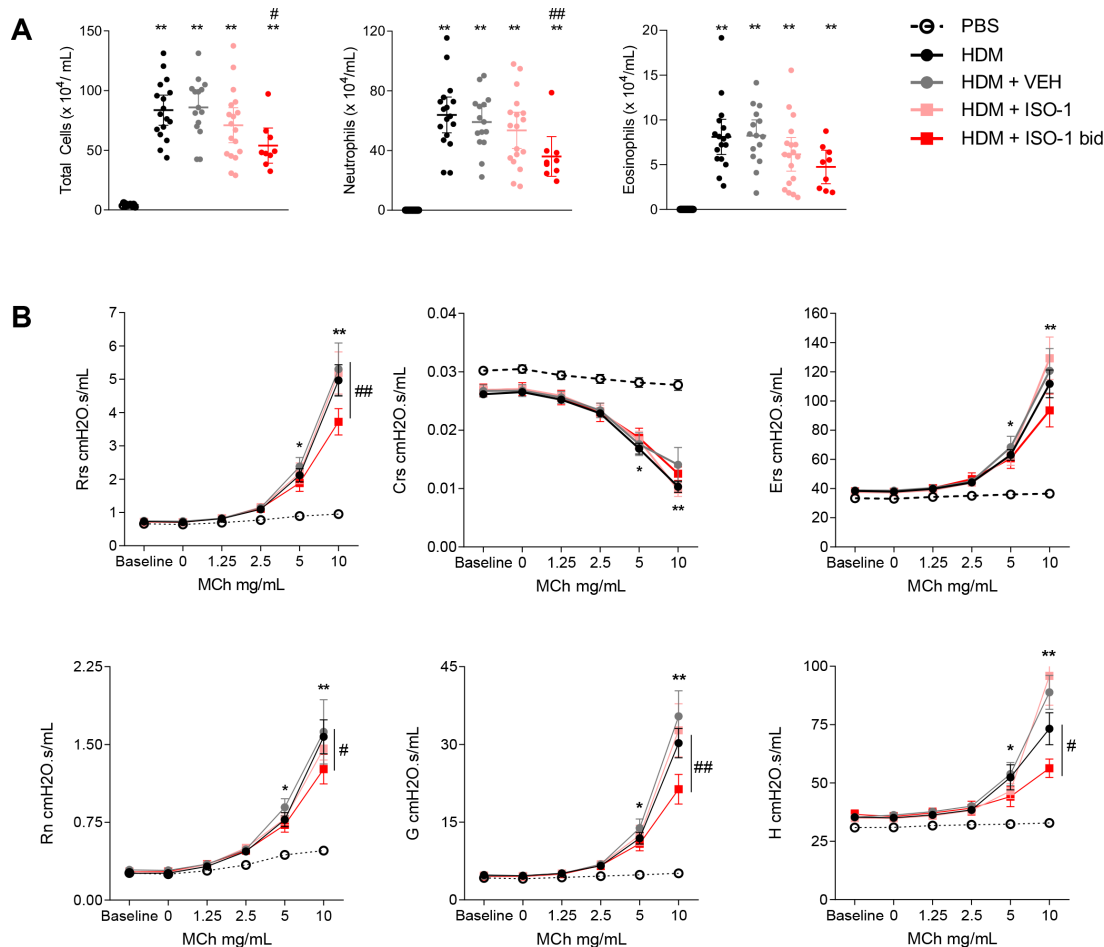 A
Total Cells (x 10⁴/ mL)
150
100
50
0
**
**
**
#
**
Neutrophils (x 10⁴/mL)
120
80
40
0
**
**
**
##
**
Eosinophils (x 10⁴/mL)
20
15
10
5
0
**
**
**
**
PBS
HDM
HDM + VEH
HDM + ISO-1
HDM + ISO-1 bid
B
Rrs cmH2O.s/mL
7
6
5
4
3
2
1
0
*
**
##
Baseline 0 1.25 2.5 5 10
MCh mg/mL
Crs cmH2O.s/mL
0.04
0.03
0.02
0.01
0.00
*
**
Baseline 0 1.25 2.5 5 10
MCh mg/mL
Ers cmH2O.s/mL
160
140
120
100
80
60
40
20
0
*
**
Baseline 0 1.25 2.5 5 10
MCh mg/mL
Rn cmH2O.s/mL
2.25
1.50
0.75
0.00
*
**
#
Baseline 0 1.25 2.5 5 10
MCh mg/mL
G cmH2O.s/mL
45
30
15
0
*
**
##
Baseline 0 1.25 2.5 5 10
MCh mg/mL
H cmH2O.s/mL
100
75
50
25
0
*
**
#
Baseline 0 1.25 2.5 5 10
MCh mg/mL